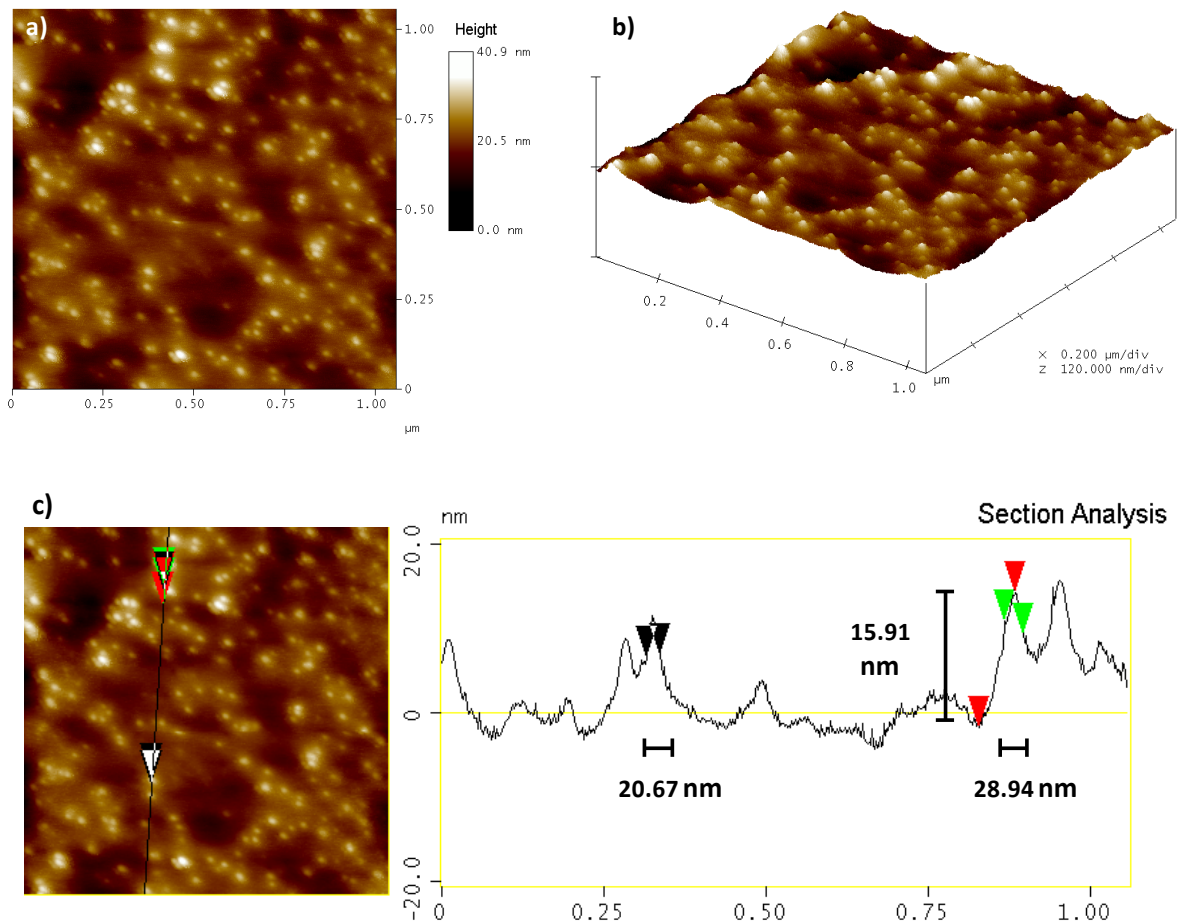 a)
Height
40.9 nm
20.5 nm
0.0 nm
1.00
0.75
0.50
0.25
0
0 0.25 0.50 0.75 1.00
µm
b)
0.2
0.4
0.6
0.8
1.0
µm
X 0.200 µm/div
Z 120.000 nm/div
c)
nm
Section Analysis
20.0
0
-20.0
15.91
nm
20.67 nm
28.94 nm
0 0.25 0.50 0.75 1.00